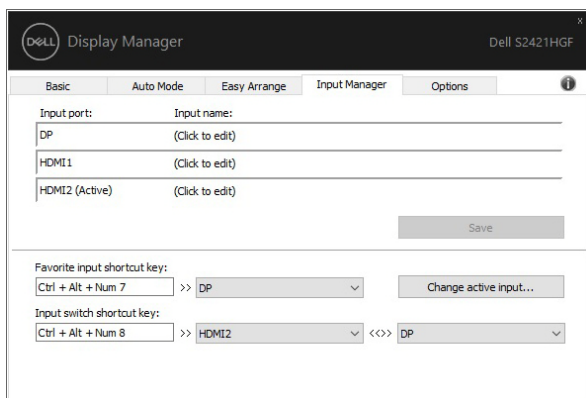 DELL Display Manager Dell S2421HGF
x
Basic Auto Mode Easy Arrange Input Manager Options i
Input port: Input name:
DP (Click to edit)
HDMI1 (Click to edit)
HDMI2 (Active) (Click to edit)
Save
Favorite input shortcut key:
Ctrl + Alt + Num 7 >> DP Change active input...
Input switch shortcut key:
Ctrl + Alt + Num 8 >> HDMI2 <<>> DP